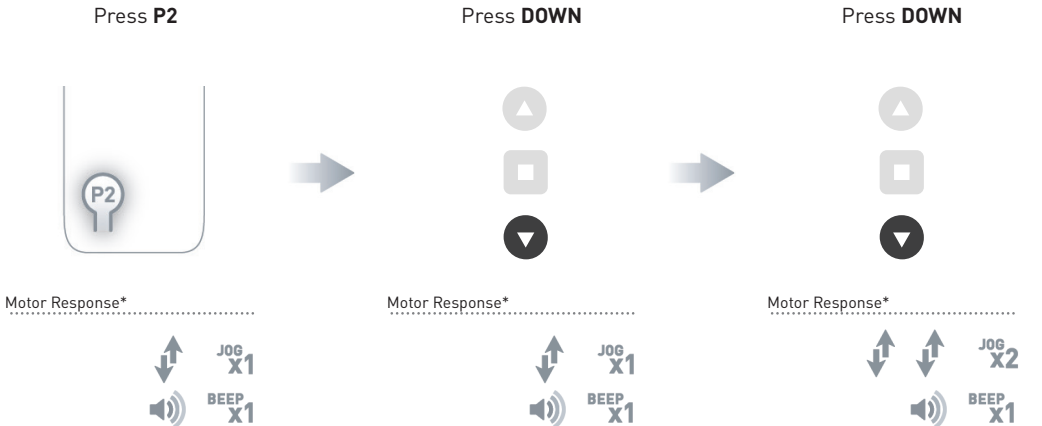 Press P2
Press DOWN
Press DOWN
P2
Motor Response*
Motor Response*
Motor Response*
JOG X1
JOG X1
JOG X2
BEEP X1
BEEP X1
BEEP X1